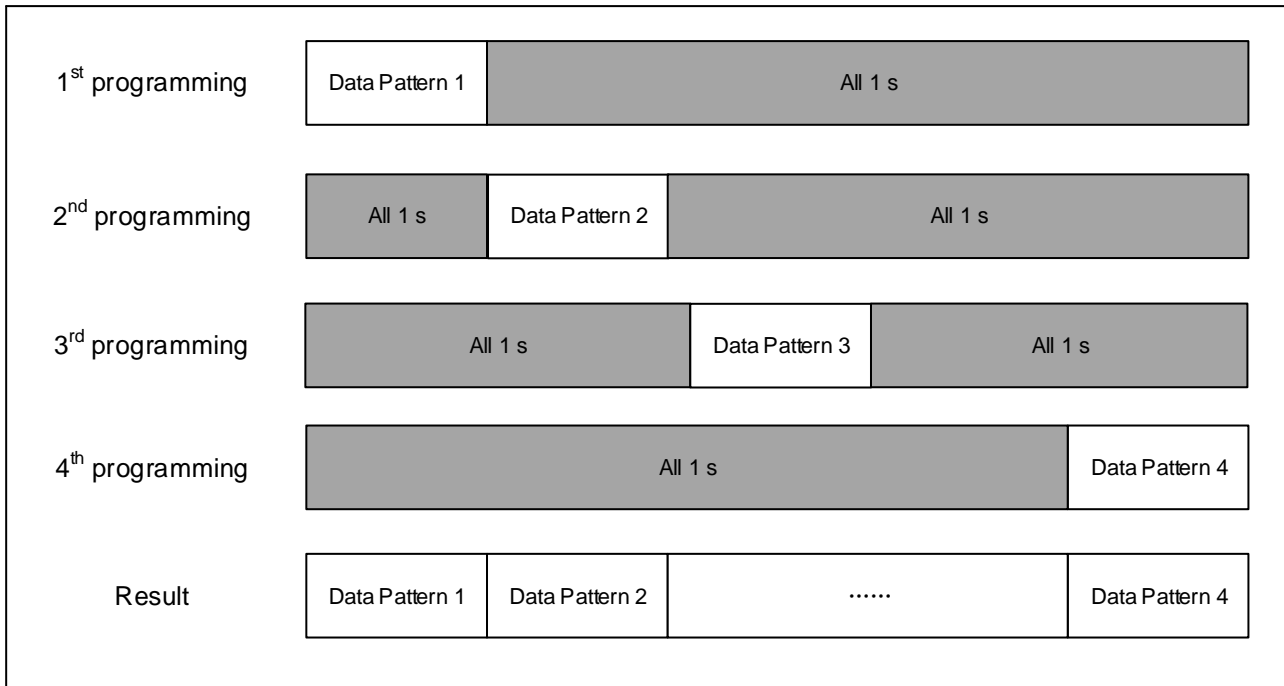 1st programming
Data Pattern 1
All 1 s
2nd programming
All 1 s
Data Pattern 2
All 1 s
3rd programming
All 1 s
Data Pattern 3
All 1 s
4th programming
All 1 s
Data Pattern 4
Result
Data Pattern 1
Data Pattern 2
......
Data Pattern 4